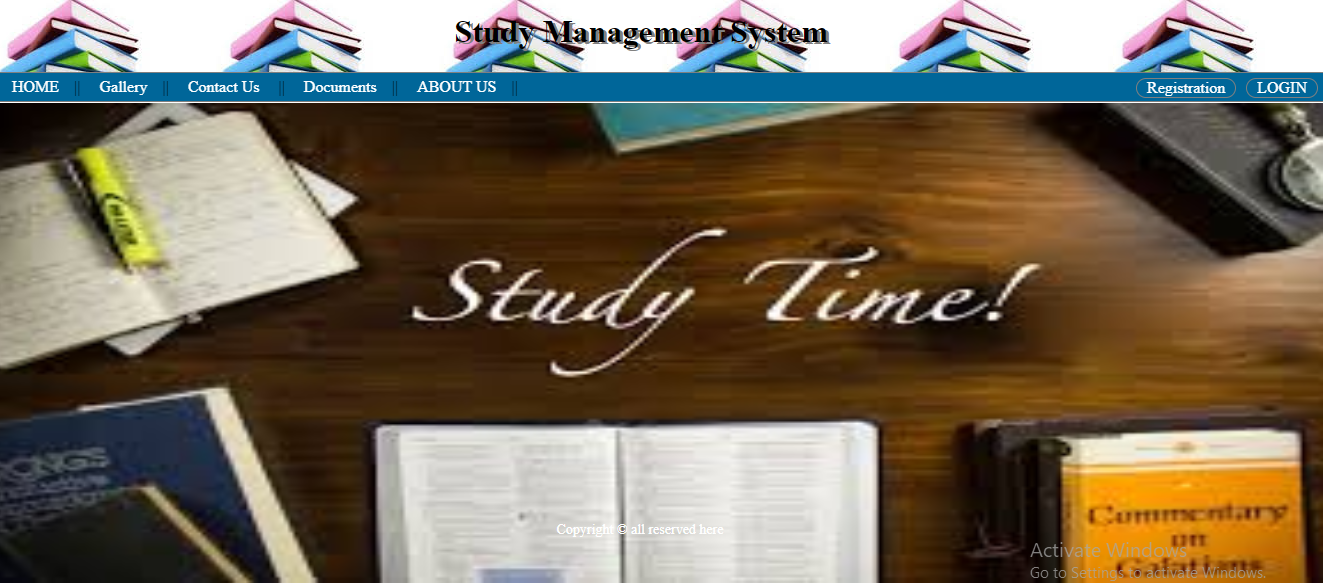 Study Management System
HOME || Gallery || Contact Us || Documents || ABOUT US || Registration LOGIN
Study Time!
Commentary
on
Copyright © all reserved here
Activate Windows
Go to Settings to activate Windows.